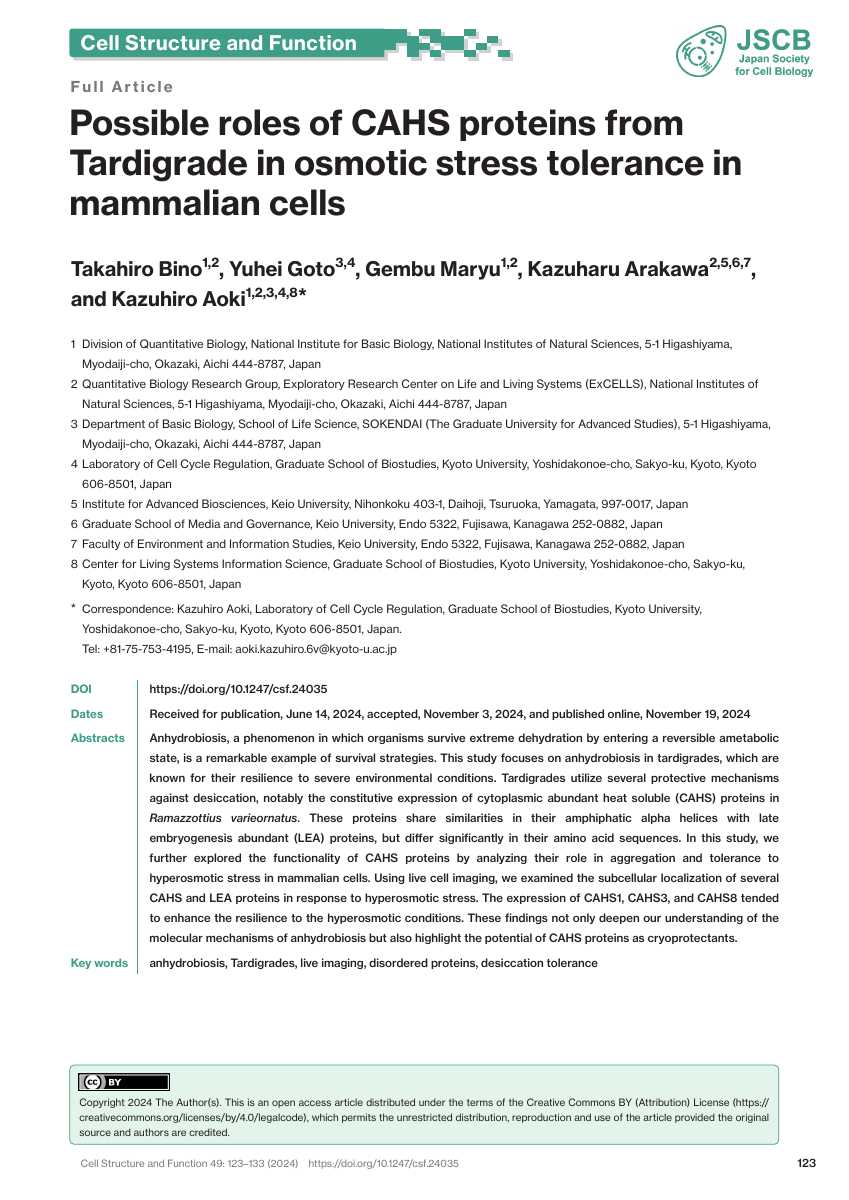 Cell Structure and Function
JSCB
Japan Society
for Cell Biology
Full Article
Possible roles of CAHS proteins from
Tardigrade in osmotic stress tolerance in
mammalian cells
Takahiro Bino1,2, Yuhei Goto3,4, Gembu Maryu1,2, Kazuharu Arakawa2,5,6,7,
and Kazuhiro Aoki1,2,3,4,8*
1 Division of Quantitative Biology, National Institute for Basic Biology, National Institutes of Natural Sciences, 5-1 Higashiyama,
Myodaiji-cho, Okazaki, Aichi 444-8787, Japan
2 Quantitative Biology Research Group, Exploratory Research Center on Life and Living Systems (ExCELLS), National Institutes of
Natural Sciences, 5-1 Higashiyama, Myodaiji-cho, Okazaki, Aichi 444-8787, Japan
3 Department of Basic Biology, School of Life Science, SOKENDAI (The Graduate University for Advanced Studies), 5-1 Higashiyama,
Myodaiji-cho, Okazaki, Aichi 444-8787, Japan
4 Laboratory of Cell Cycle Regulation, Graduate School of Biostudies, Kyoto University, Yoshidakonoe-cho, Sakyo-ku, Kyoto, Kyoto
606-8501, Japan
5 Institute for Advanced Biosciences, Keio University, Nihonkoku 403-1, Daihoji, Tsuruoka, Yamagata, 997-0017, Japan
6 Graduate School of Media and Governance, Keio University, Endo 5322, Fujisawa, Kanagawa 252-0882, Japan
7 Faculty of Environment and Information Studies, Keio University, Endo 5322, Fujisawa, Kanagawa 252-0882, Japan
8 Center for Living Systems Information Science, Graduate School of Biostudies, Kyoto University, Yoshidakonoe-cho, Sakyo-ku,
Kyoto, Kyoto 606-8501, Japan
* Correspondence: Kazuhiro Aoki, Laboratory of Cell Cycle Regulation, Graduate School of Biostudies, Kyoto University,
Yoshidakonoe-cho, Sakyo-ku, Kyoto, Kyoto 606-8501, Japan.
Tel: +81-75-753-4195, E-mail: aoki.kazuhiro.6v@kyoto-u.ac.jp
DOI https://doi.org/10.1247/csf.24035
Dates Received for publication, June 14, 2024, accepted, November 3, 2024, and published online, November 19, 2024
Abstracts Anhydrobiosis, a phenomenon in which organisms survive extreme dehydration by entering a reversible ametabolic
state, is a remarkable example of survival strategies. This study focuses on anhydrobiosis in tardigrades, which are
known for their resilience to severe environmental conditions. Tardigrades utilize several protective mechanisms
against desiccation, notably the constitutive expression of cytoplasmic abundant heat soluble (CAHS) proteins in
Ramazzottius varieornatus. These proteins share similarities in their amphiphatic alpha helices with late
embryogenesis abundant (LEA) proteins, but differ significantly in their amino acid sequences. In this study, we
further explored the functionality of CAHS proteins by analyzing their role in aggregation and tolerance to
hyperosmotic stress in mammalian cells. Using live cell imaging, we examined the subcellular localization of several
CAHS and LEA proteins in response to hyperosmotic stress. The expression of CAHS1, CAHS3, and CAHS8 tended
to enhance the resilience to the hyperosmotic conditions. These findings not only deepen our understanding of the
molecular mechanisms of anhydrobiosis but also highlight the potential of CAHS proteins as cryoprotectants.
Key words anhydrobiosis, Tardigrades, live imaging, disordered proteins, desiccation tolerance
cc BY
Copyright 2024 The Author(s). This is an open access article distributed under the terms of the Creative Commons BY (Attribution) License (https://
creativecommons.org/licenses/by/4.0/legalcode), which permits the unrestricted distribution, reproduction and use of the article provided the original
source and authors are credited.
Cell Structure and Function 49: 123–133 (2024) https://doi.org/10.1247/csf.24035
123